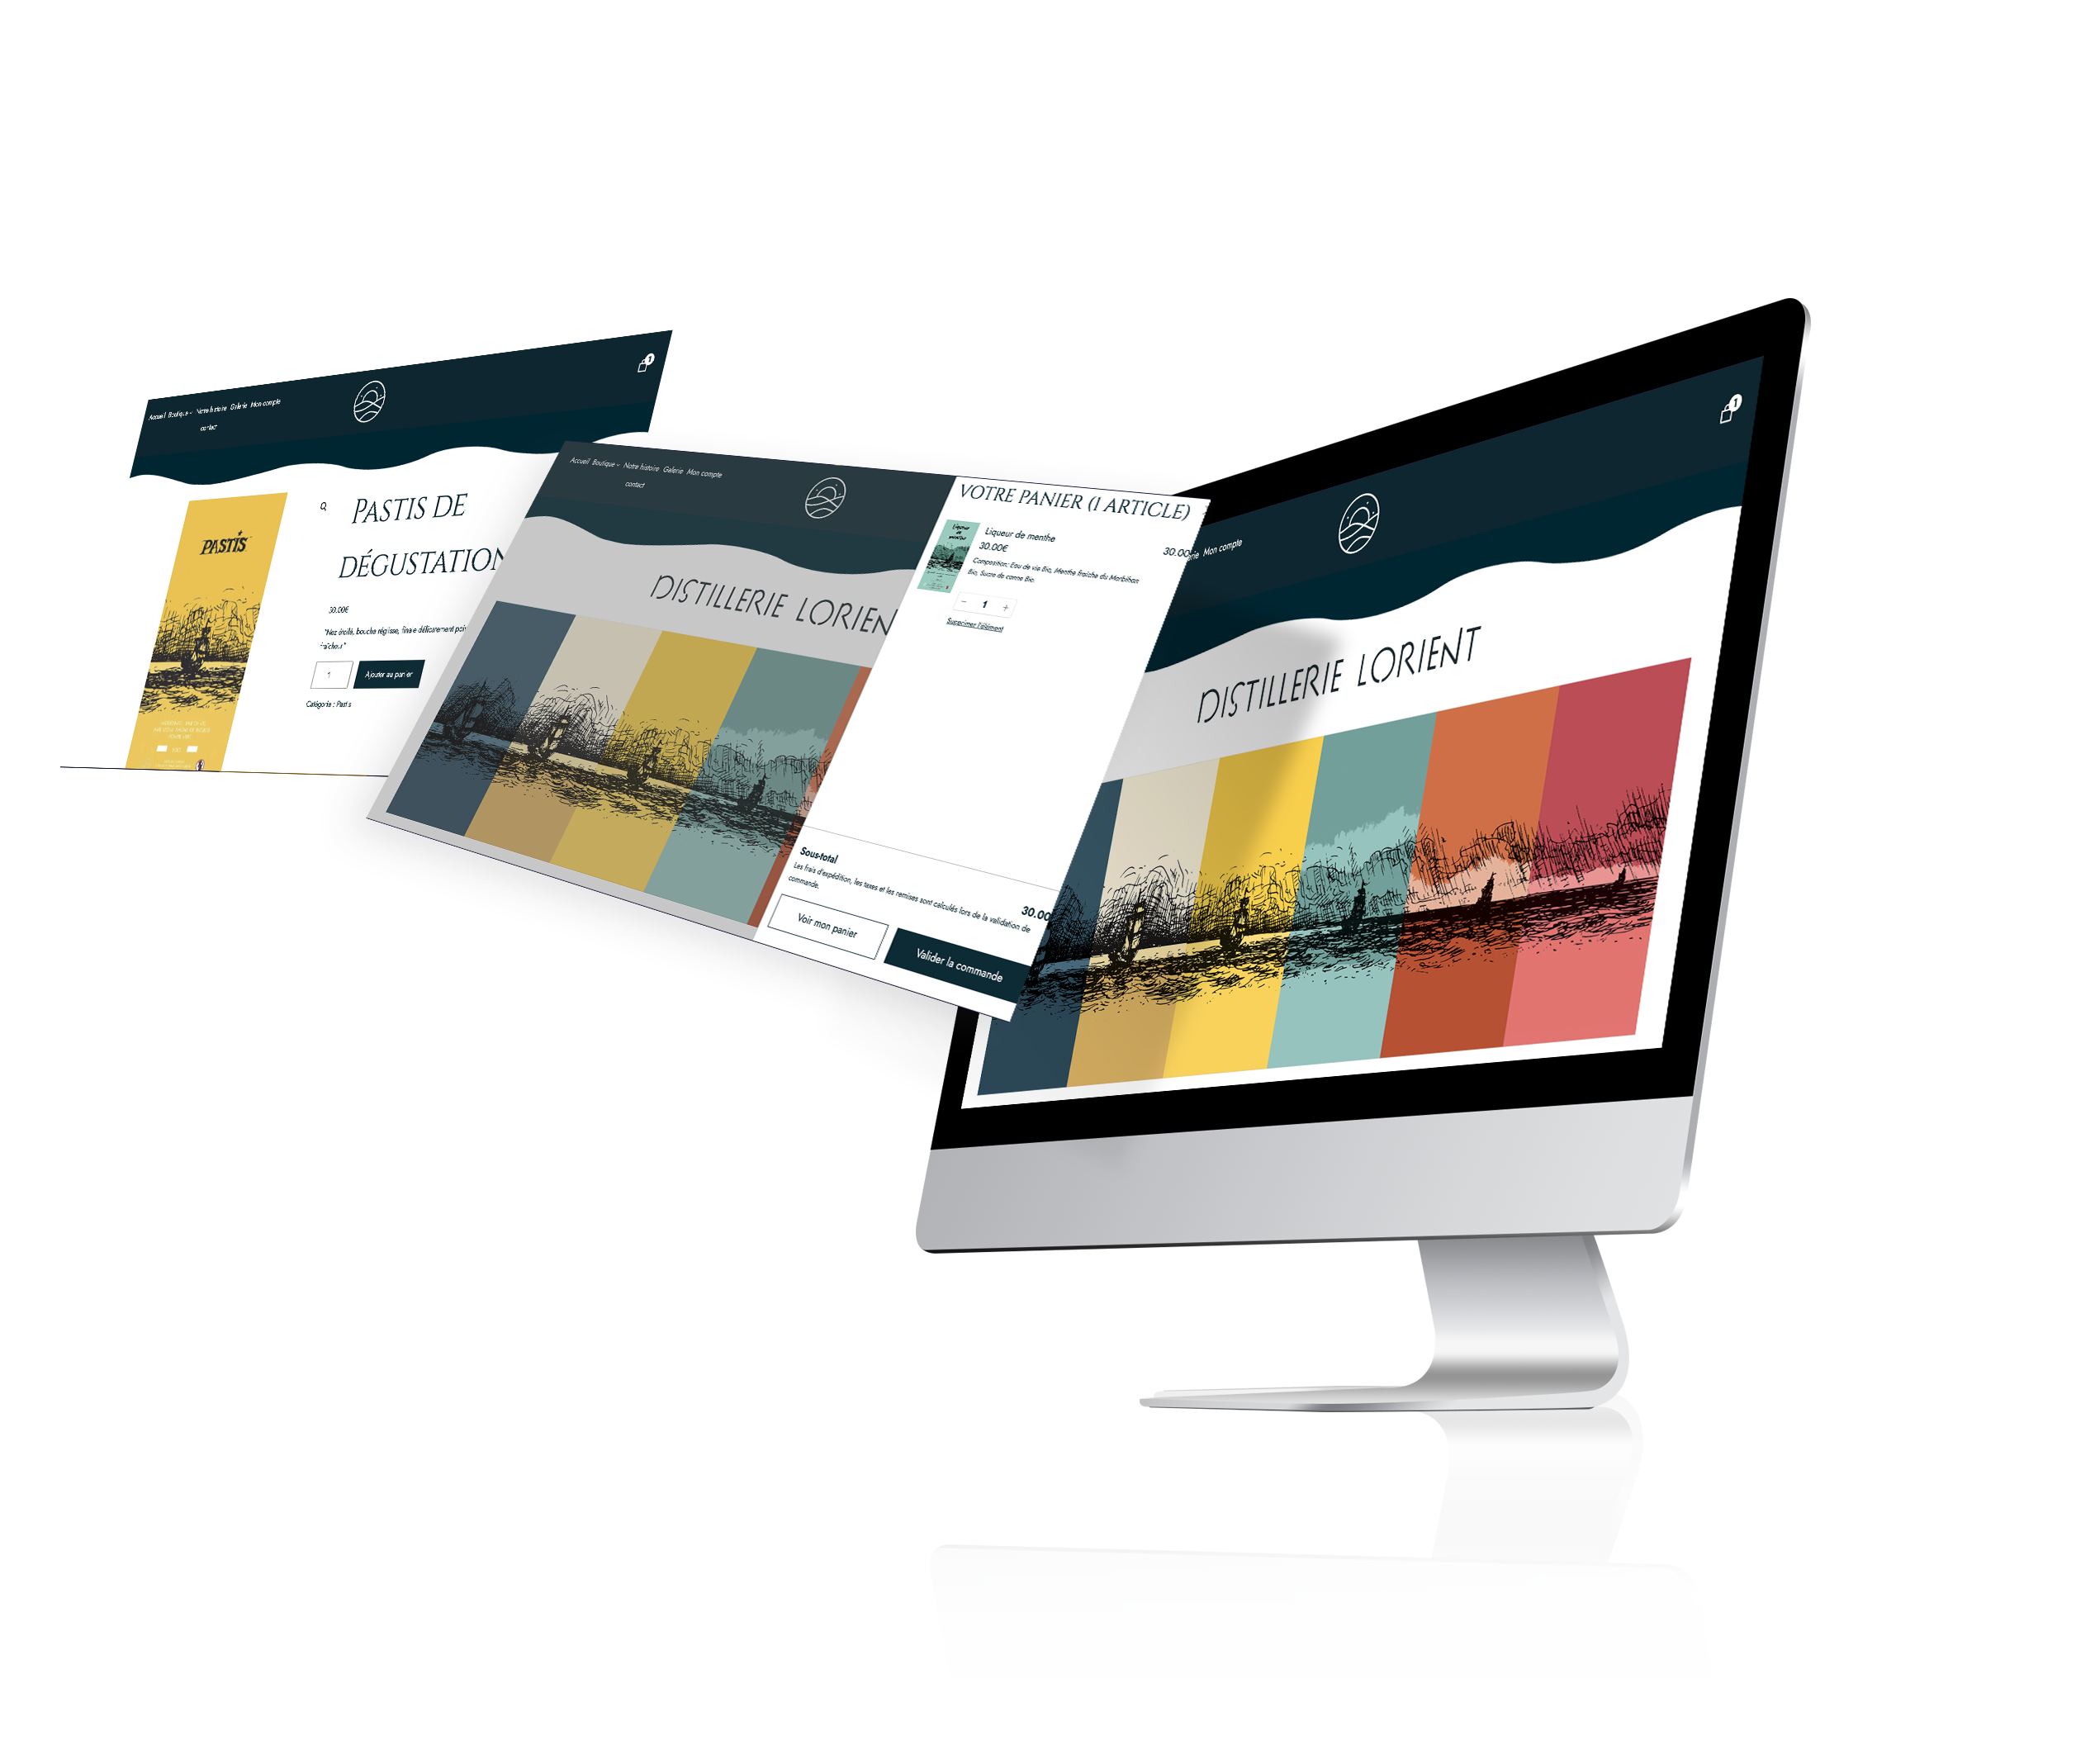 Accueil Boutique Notre histoire Galerie Mon compte
contact
1
PASTIS
PASTIS DE
DÉGUSTATION
30.00€
"Nez étoilé, bouche réglisse, finale délicatement
fraîcheur"
1
Ajouter au panier
Catégorie : Pastis
Accueil Boutique Notre histoire Galerie Mon compte
contact
DISTILLERIE LORIEN
VOTRE PANIER (1 ARTICLE)
Liqueur de menthe
30.00€
30.00
Composition: Eau de vie Bio, Menthe fraîche du Morbihan
Bio, Sucre de canne Bio.
− 1 +
Supprimer l'élément
Sous-total
30.00
Les frais d'expédition, les taxes et les remises sont calculés lors de la validation de
commande.
Voir mon panier
Valider la commande
rie Mon compte
1
DISTILLERIE LORIENT